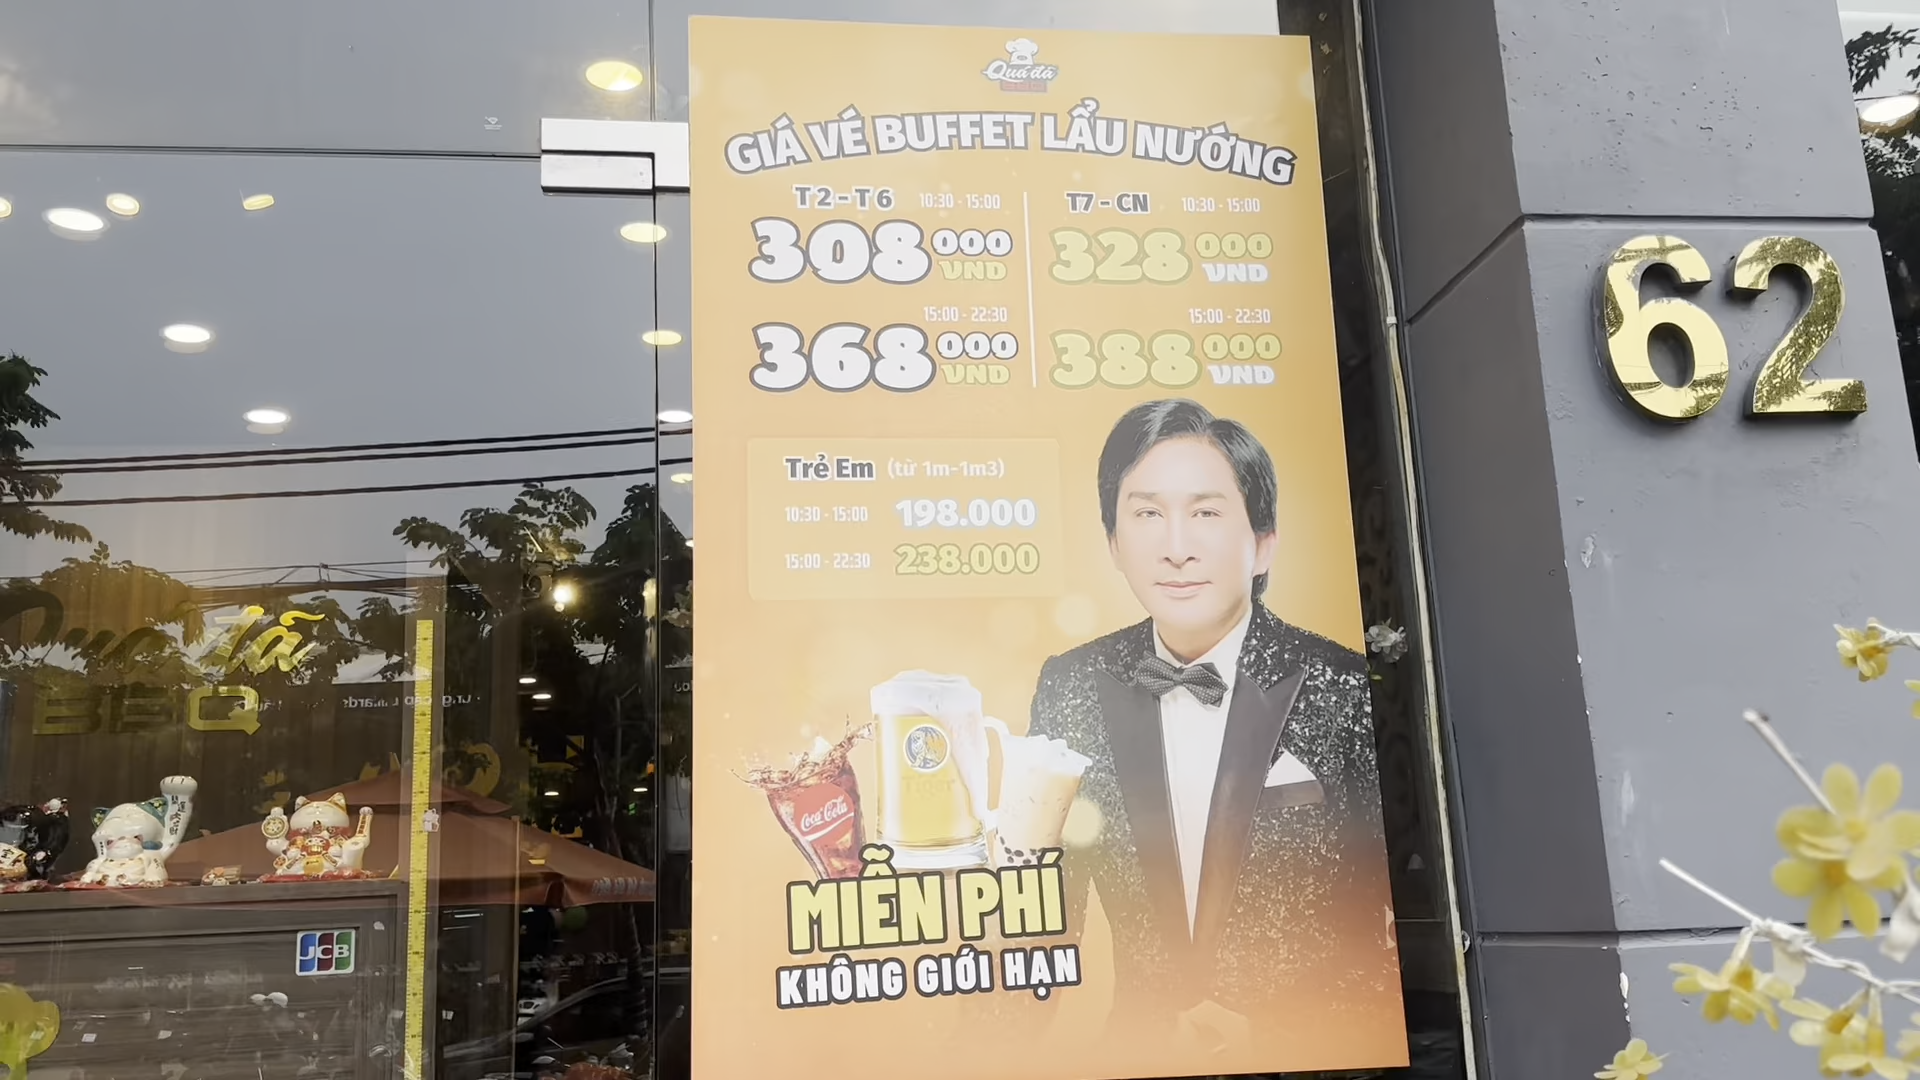 Quá đã
GIÁ VÉ BUFFET LẨU NƯỚNG
T2-T6 10:30 - 15:00
308 000 VND
15:00 - 22:30
368 000 VND
T7-CN 10:30 - 15:00
328 000 VND
15:00 - 22:30
388 000 VND
Trẻ Em (từ 1m-1m3)
10:30 - 15:00 198.000
15:00 - 22:30 238.000
Coca-Cola
Tiger
MIỄN PHÍ
KHÔNG GIỚI HẠN
62
Quá đã
BBQ
JCB